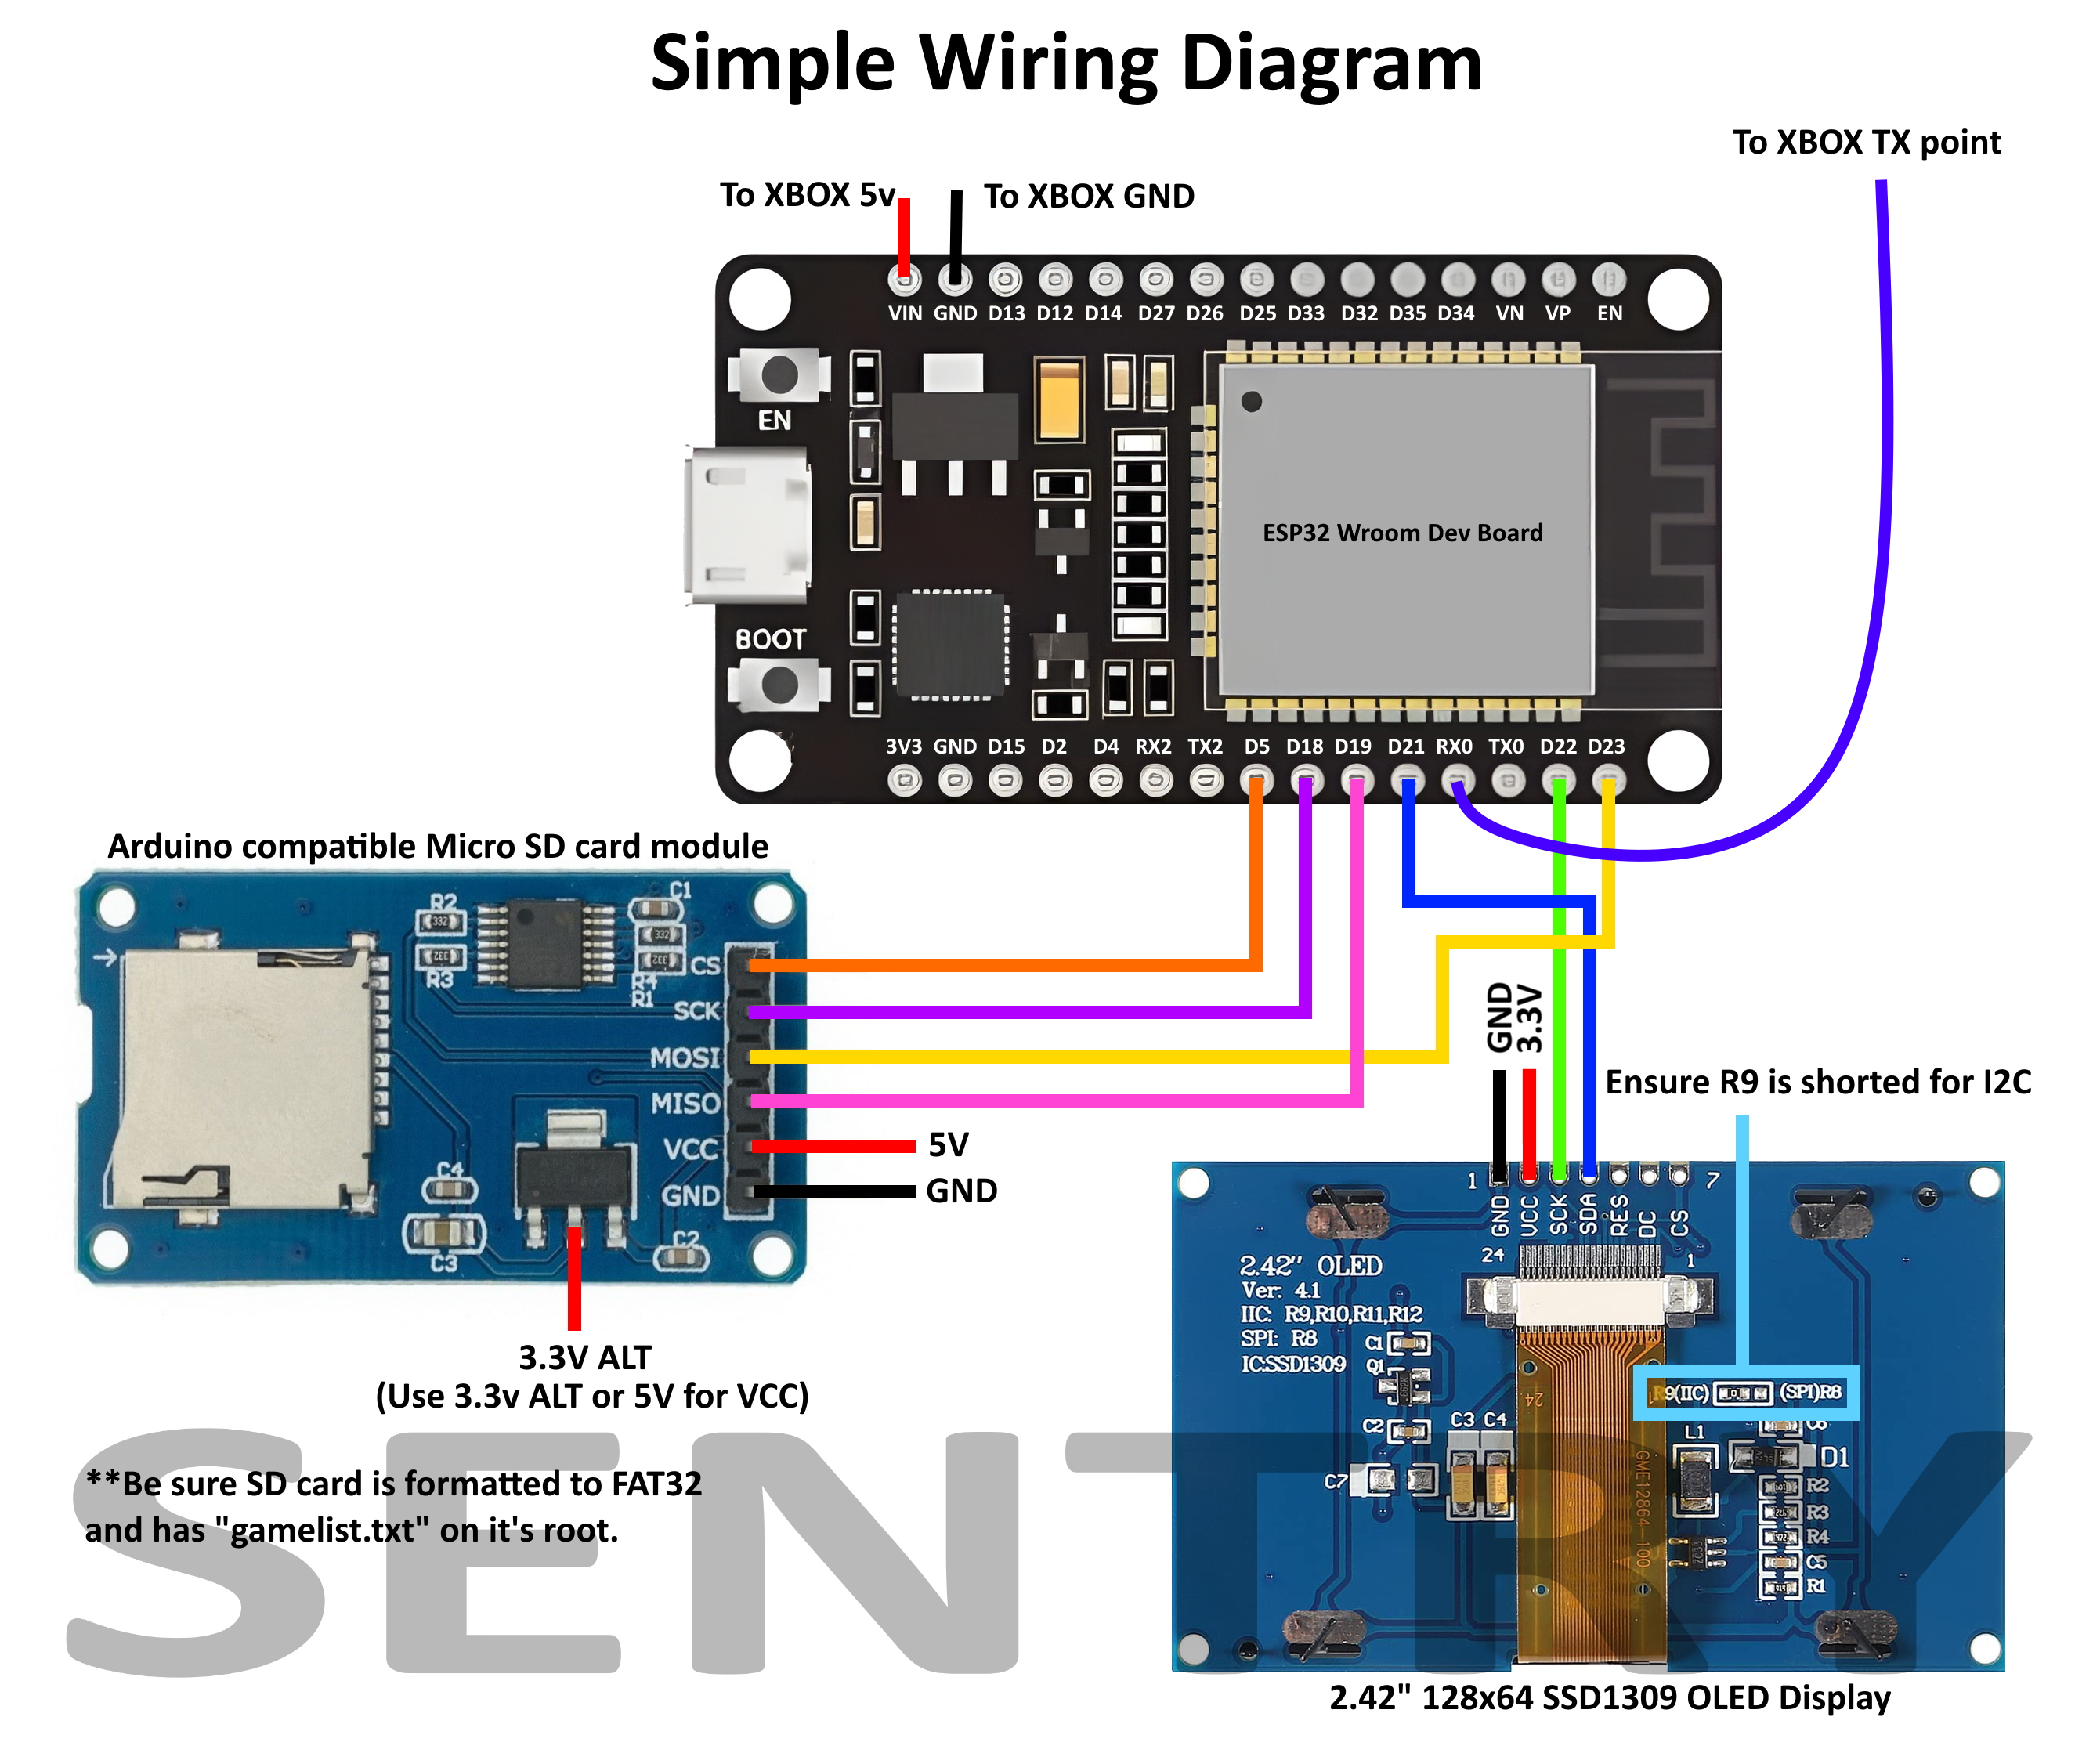 Simple Wiring Diagram
To XBOX TX point
To XBOX 5v
To XBOX GND
VIN GND D13 D12 D14 D27 D26 D25 D33 D32 D35 D34 VN VP EN
EN
ESP32 Wroom Dev Board
BOOT
3V3 GND D15 D2 D4 RX2 TX2 D5 D18 D19 D21 RX0 TX0 D22 D23
Arduino compatible Micro SD card module
R2
332
C1
332
R3
332
332
R4
R1
CS
SCK
MOSI
MISO
VCC
GND
5V
GND
C4
C3
C2
3.3V ALT
(Use 3.3v ALT or 5V for VCC)
**Be sure SD card is formatted to FAT32
and has "gamelist.txt" on it's root.
SENTRY
GND
3.3V
Ensure R9 is shorted for I2C
1
7
GND VCC SCK SDA RES DC CS
24
1
2.42" OLED
Ver: 4.1
IIC: R9,R10,R11,R12
SPI: R8
IC:SSD1309
C1
Q1
662K
C2
C3 C4
C7
24
1
R9(IIC)
0
(SPI)R8
C6
L1
D1
R2
R3
R4
C5
R1
GME12864-100
2.42" 128x64 SSD1309 OLED Display